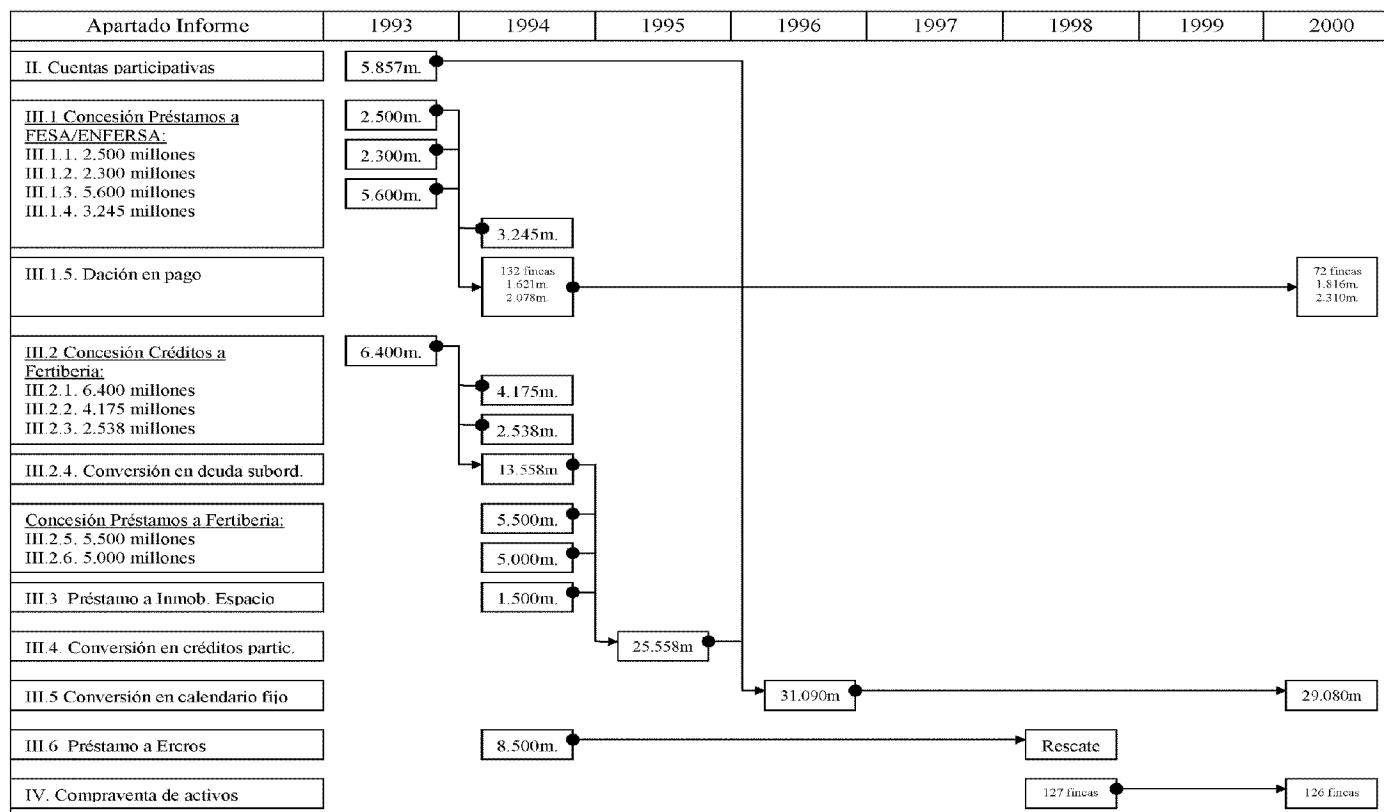 Apartado Informe 1993 1994 1995 1996 1997 1998 1999 2000
II. Cuentas participativas 5.857m.
III.1 Concesión Préstamos a 2.500m.
FESA/ENFERSA:
III.1.1. 2.500 millones 2.300m.
III.1.2. 2.300 millones
III.1.3. 5.600 millones 5.600m.
III.1.4. 3.245 millones
3.245m.
III.1.5. Dación en pago 132 fincas 72 fincas
1.621m. 1.816m.
2.078m. 2.310m.
III.2 Concesión Créditos a 6.400m.
Fertiberia:
III.2.1. 6.400 millones 4.175m.
III.2.2. 4.175 millones
III.2.3. 2.538 millones 2.538m.
III.2.4. Conversión en deuda subord. 13.558m
Concesión Préstamos a Fertiberia: 5.500m.
III.2.5. 5.500 millones
III.2.6. 5.000 millones 5.000m.
III.3 Préstamo a Inmob. Espacio 1.500m.
III.4. Conversión en créditos partic. 25.558m
III.5 Conversión en calendario fijo 31.090m 29.080m
III.6 Préstamo a Ercros 8.500m. Rescate
IV. Compraventa de activos 127 fincas 126 fincas